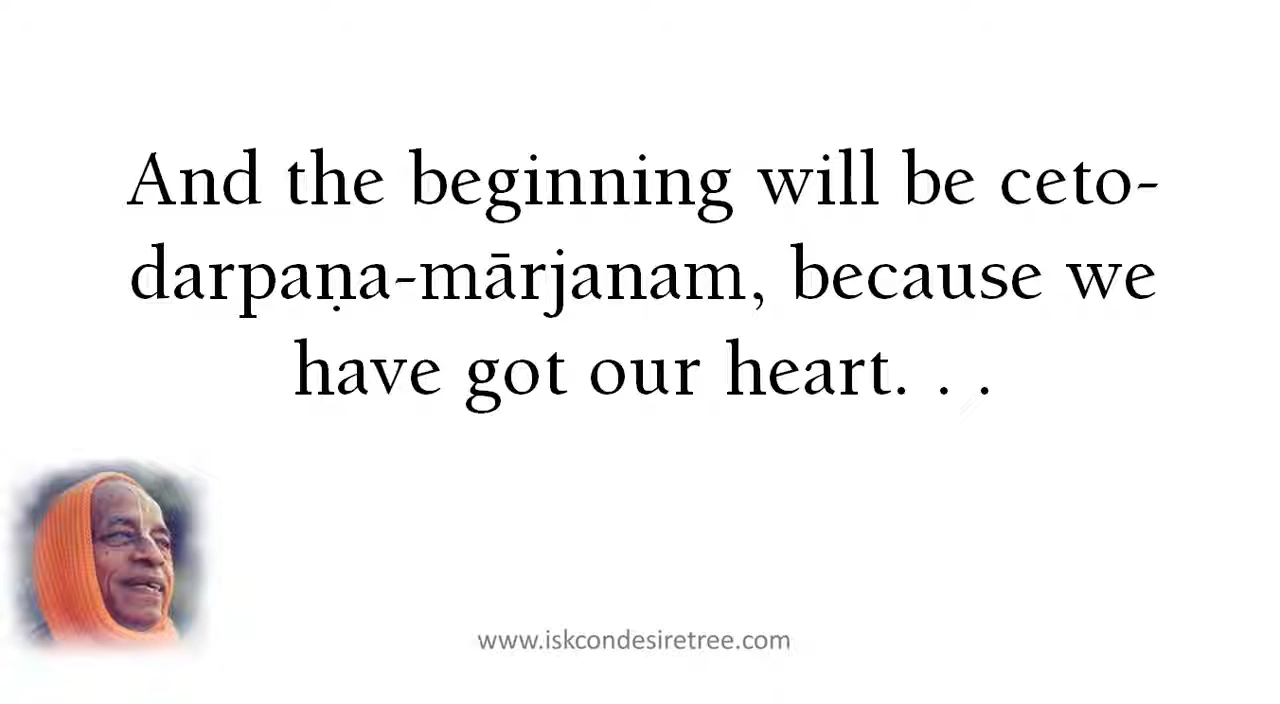 And the beginning will be ceto-
darpaṇa-mārjanam, because we
have got our heart. . .
www.iskcondesiretree.com